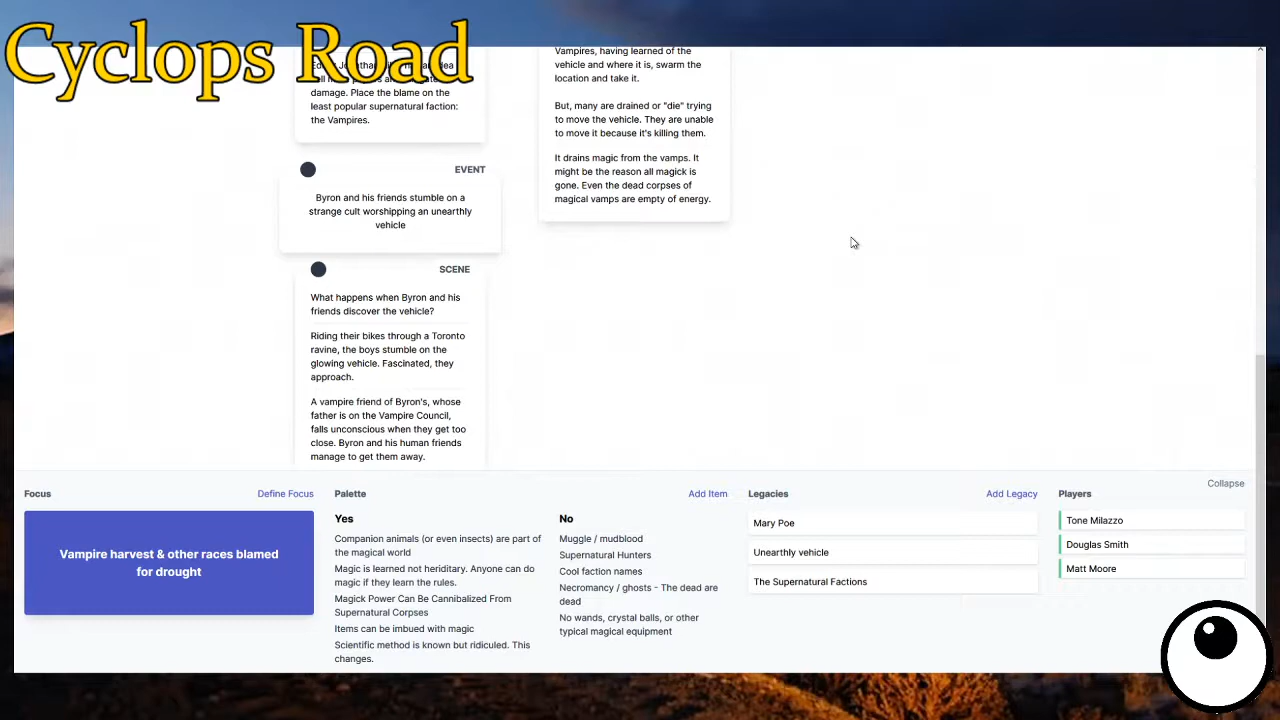 Cyclops Road
damage. Place the blame on the
least popular supernatural faction:
the Vampires.
EVENT
Byron and his friends stumble on a
strange cult worshipping an unearthly
vehicle
SCENE
What happens when Byron and his
friends discover the vehicle?
Riding their bikes through a Toronto
ravine, the boys stumble on the
glowing vehicle. Fascinated, they
approach.
A vampire friend of Byron's, whose
father is on the Vampire Council,
falls unconscious when they get too
close. Byron and his human friends
manage to get them away.
Vampires, having learned of the
vehicle and where it is, swarm the
location and take it.
But, many are drained or "die" trying
to move the vehicle. They are unable
to move it because it's killing them.
It drains magic from the vamps. It
might be the reason all magick is
gone. Even the dead corpses of
magical vamps are empty of energy.
Collapse
Focus
Define Focus
Vampire harvest & other races blamed
for drought
Palette
Add Item
Yes
Companion animals (or even insects) are part of
the magical world
Magic is learned not hereditary. Anyone can do
magic if they learn the rules.
Magick Power Can Be Cannibalized From
Supernatural Corpses
Items can be imbued with magic
Scientific method is known but ridiculed. This
changes.
No
Muggle / mudblood
Supernatural Hunters
Cool faction names
Necromancy / ghosts - The dead are
dead
No wands, crystal balls, or other
typical magical equipment
Legacies
Add Legacy
Mary Poe
Unearthly vehicle
The Supernatural Factions
Players
Tone Milazzo
Douglas Smith
Matt Moore